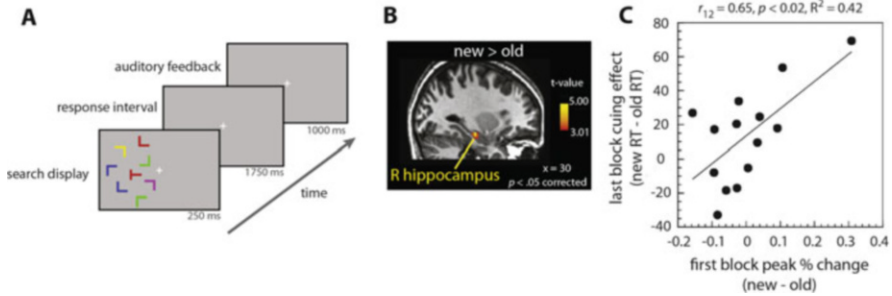 A
auditory feedback
response interval
search display
1000 ms
1750 ms
250 ms
time
B
new > old
t-value
5.00
3.01
R hippocampus
x = 30
p < .05 corrected
C
r12 = 0.65, p < 0.02, R² = 0.42
last block cuing effect
(new RT - old RT)
80
60
40
20
0
-20
-40
-0.2 -0.1 0 0.1 0.2 0.3 0.4
first block peak % change
(new - old)